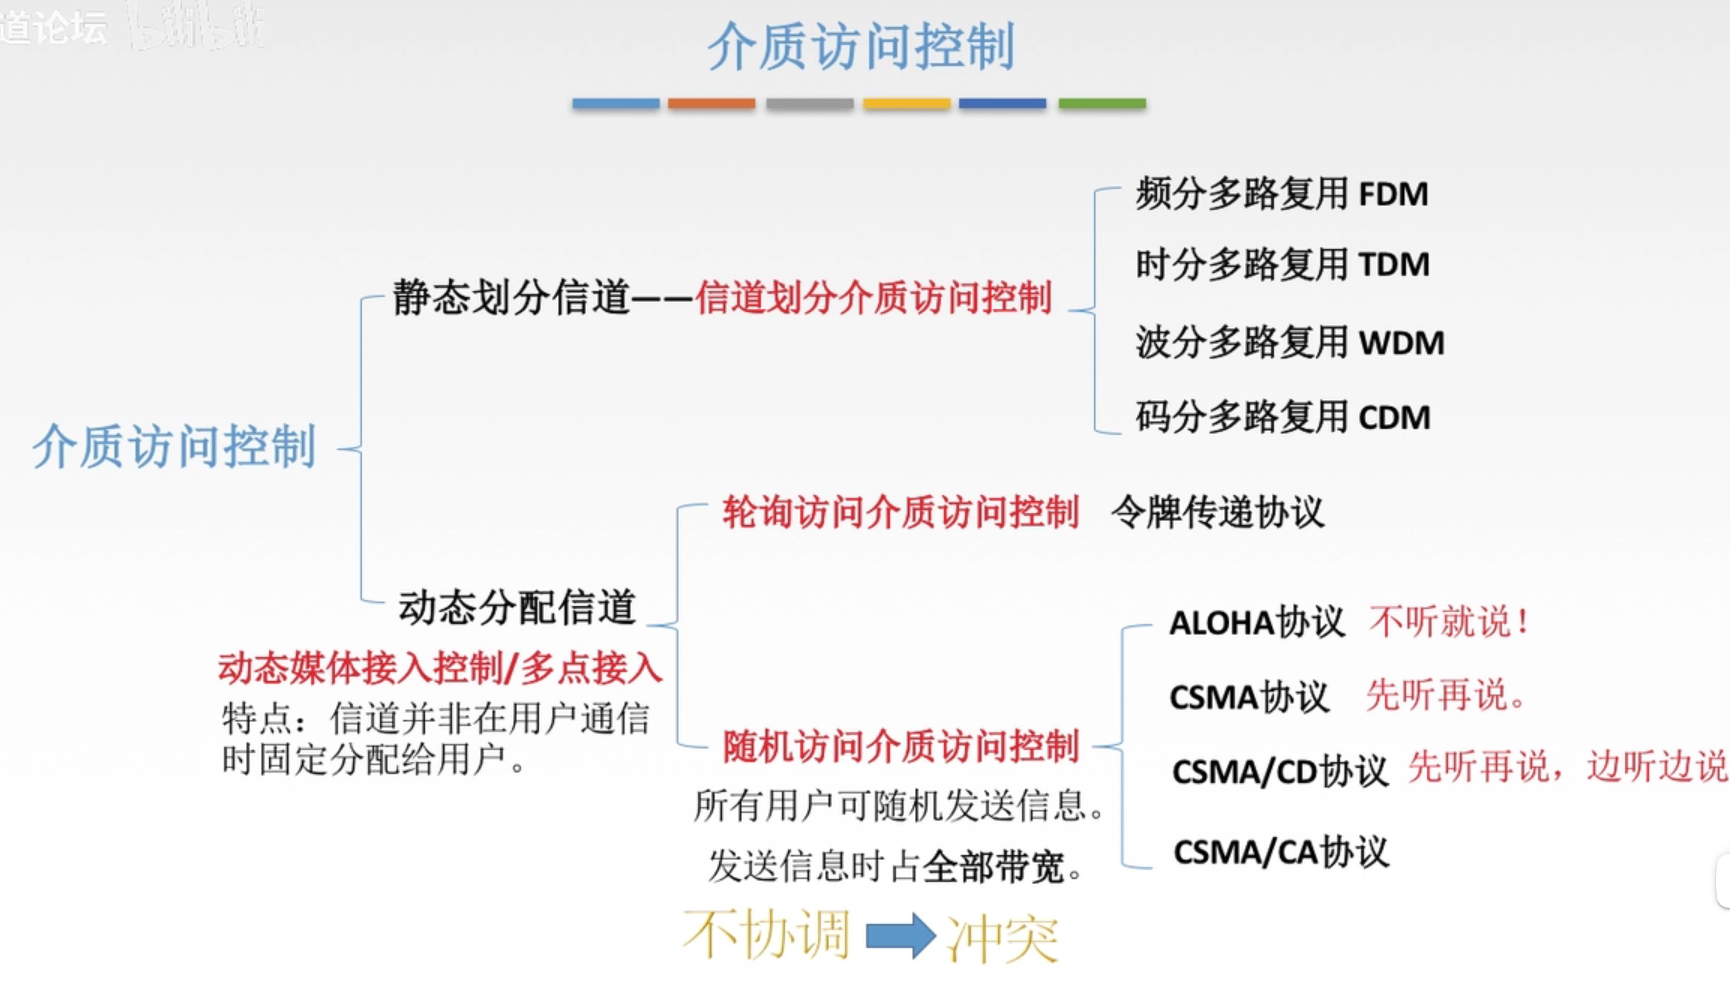 道论坛 bilibili
介质访问控制
频分多路复用 FDM
时分多路复用 TDM
静态划分信道——信道划分介质访问控制
波分多路复用 WDM
码分多路复用 CDM
介质访问控制
轮询访问介质访问控制 令牌传递协议
动态分配信道
动态媒体接入控制/多点接入
特点：信道并非在用户通信
时固定分配给用户。
ALOHA协议 不听就说！
CSMA协议 先听再说。
随机访问介质访问控制
CSMA/CD协议 先听再说，边听边说
所有用户可随机发送信息。
CSMA/CA协议
发送信息时占全部带宽。
不协调 冲突